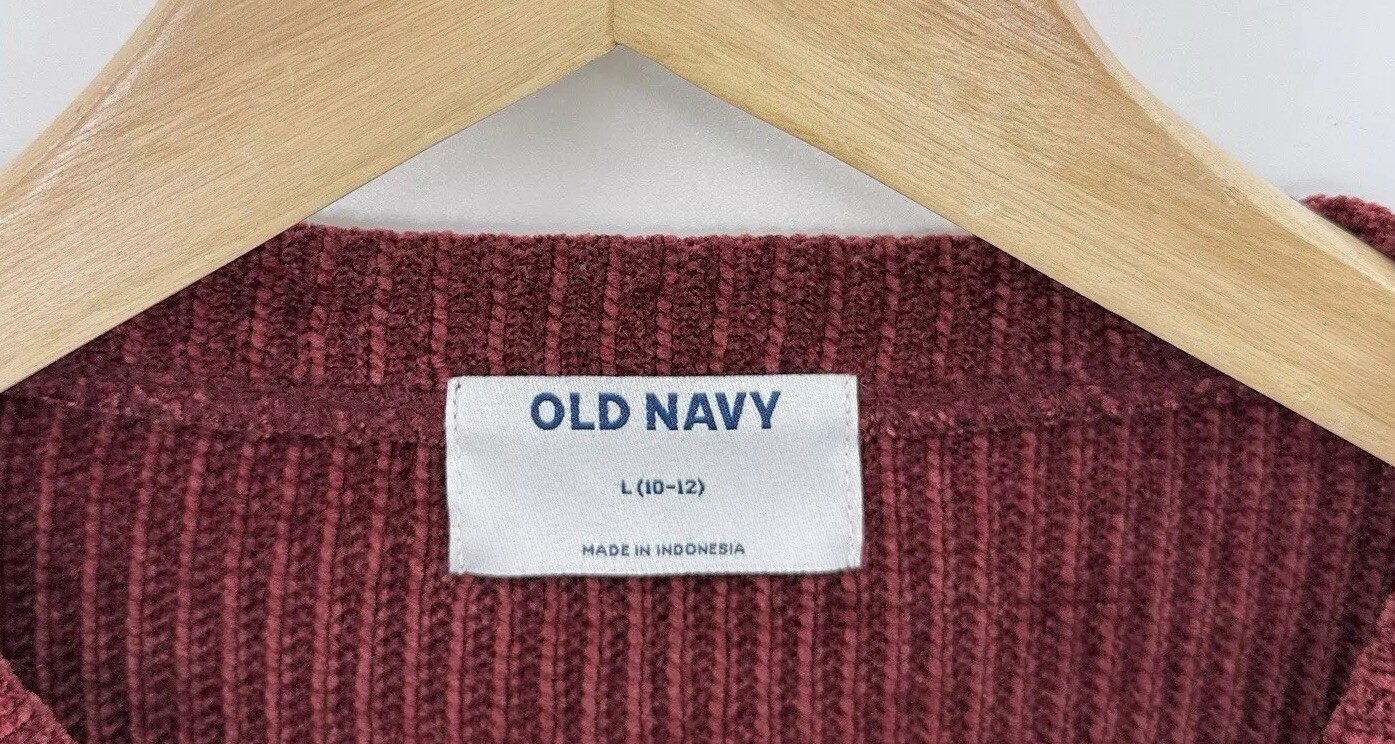 OLD NAVY
L (10-12)
MADE IN INDONESIA